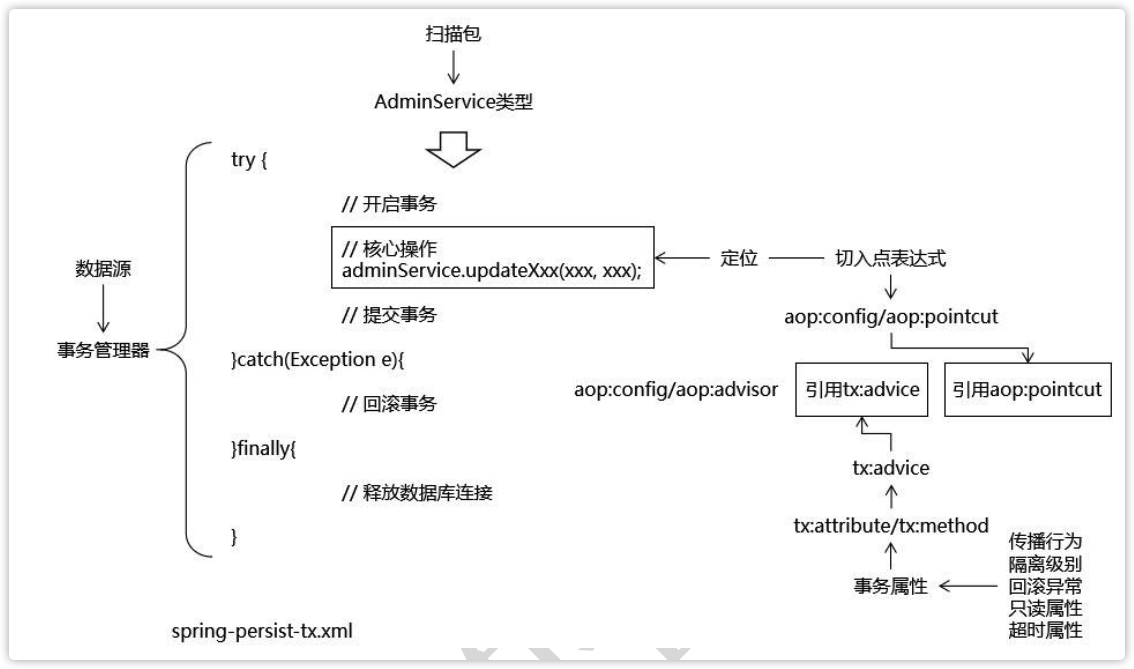 扫描包
AdminService类型
try {
// 开启事务
// 核心操作
adminService.updateXxx(xxx, xxx);
定位
切入点表达式
数据源
// 提交事务
aop:config/aop:pointcut
事务管理器
}catch(Exception e){
aop:config/aop:advisor
引用tx:advice
引用aop:pointcut
// 回滚事务
}finally{
tx:advice
// 释放数据库连接
tx:attribute/tx:method
}
传播行为
隔离级别
事务属性
回滚异常
只读属性
超时属性
spring-persist-tx.xml